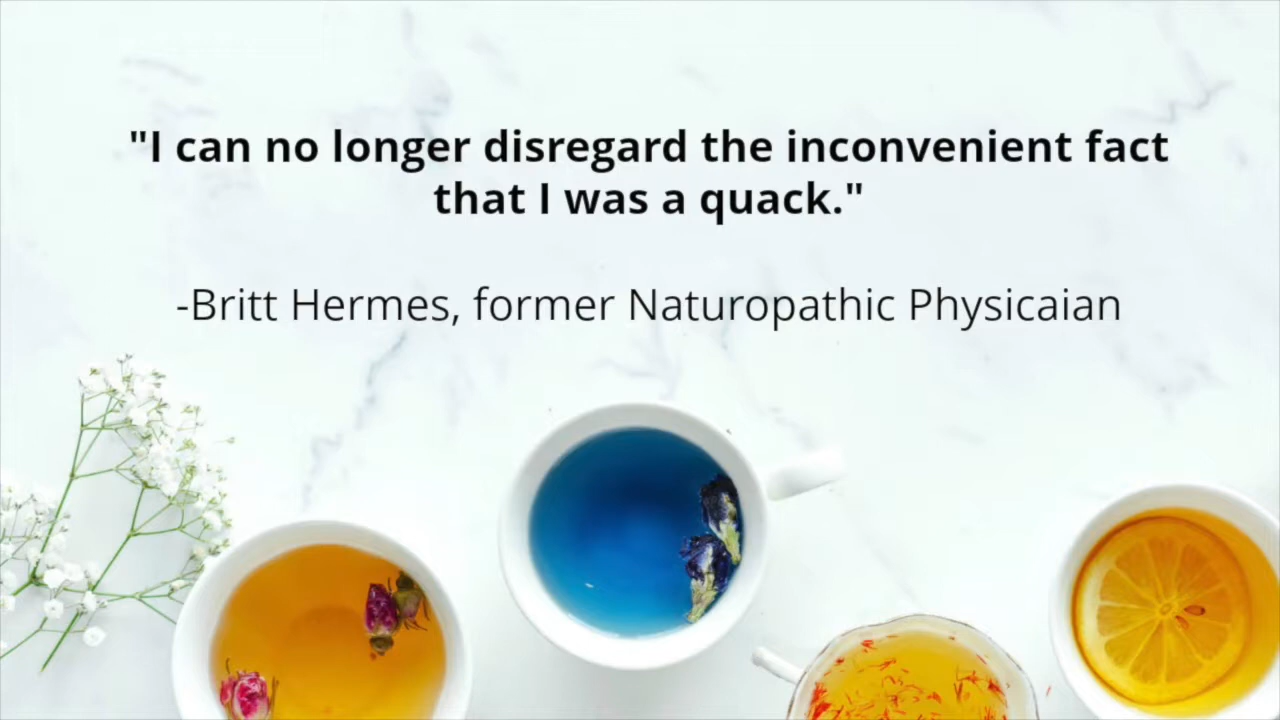 "I can no longer disregard the inconvenient fact
that I was a quack."
-Britt Hermes, former Naturopathic Physicaian